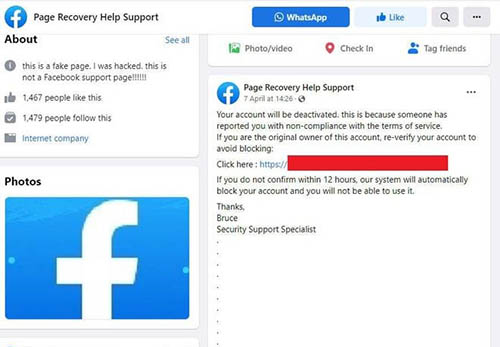 Page Recovery Help Support
WhatsApp
Like
About
See all
this is a fake page. I was hacked. this is
not a Facebook support page!!!!!!
1,467 people like this
1,479 people follow this
Internet company
Photos
Photo/video
Check In
Tag friends
Page Recovery Help Support
7 April at 14:26 ·
Your account will be deactivated. this is because someone has
reported you with non-compliance with the terms of service.
If you are the original owner of this account, re-verify your account to
avoid blocking:
Click here : https://
If you do not confirm within 12 hours, our system will automatically
block your account and you will not be able to use it.
Thanks,
Bruce
Security Support Specialist
.
.
.
.
.
.
.
.